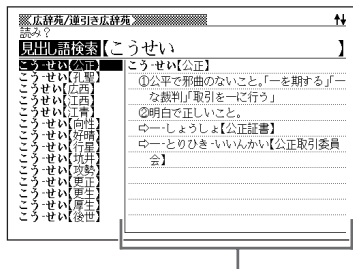 広辞苑/逆引き広辞苑
読み?
見出し語検索【こうせい】
こう‐せい【公正】
こう‐せい【孔聖】
こう‐せい【広西】
こう‐せい【江西】
こう‐せい【江青】
こう‐せい【向性】
こう‐せい【好晴】
こう‐せい【行星】
こう‐せい【坑井】
こう‐せい【攻勢】
こう‐せい【更正】
こう‐せい【更生】
こう‐せい【厚生】
こう‐せい【後世】
こう‐せい【公正】
①公平で邪曲のないこと。「―を期する」「―
な裁判」「取引を―に行う」
②明白で正しいこと。
⇨―‐しょうしょ【公正証書】
⇨―‐とりひき‐いいんかい【公正取引委員
会】